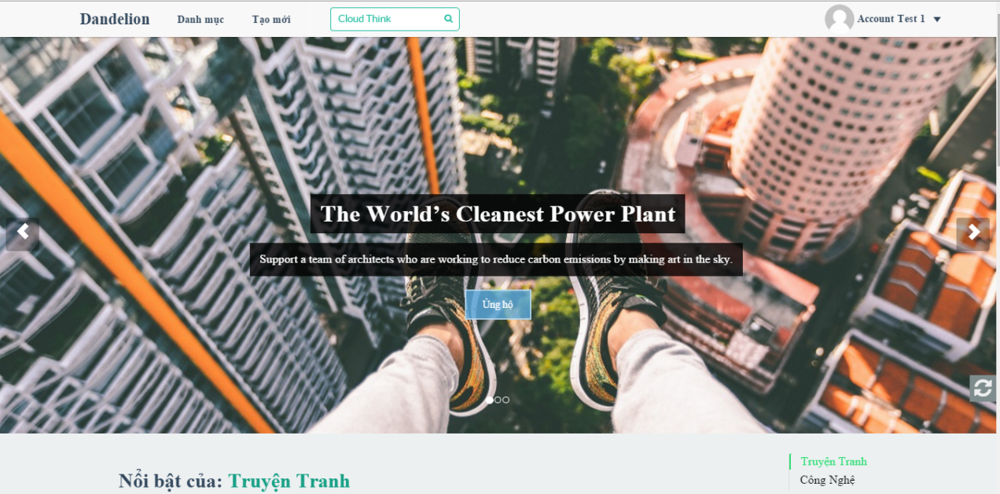 Dandelion
Danh mục
Tạo mới
Cloud Think
Account Test 1
The World’s Cleanest Power Plant
Support a team of architects who are working to reduce carbon emissions by making art in the sky.
Ủng hộ
Nổi bật của: Truyện Tranh
Truyện Tranh
Công Nghệ